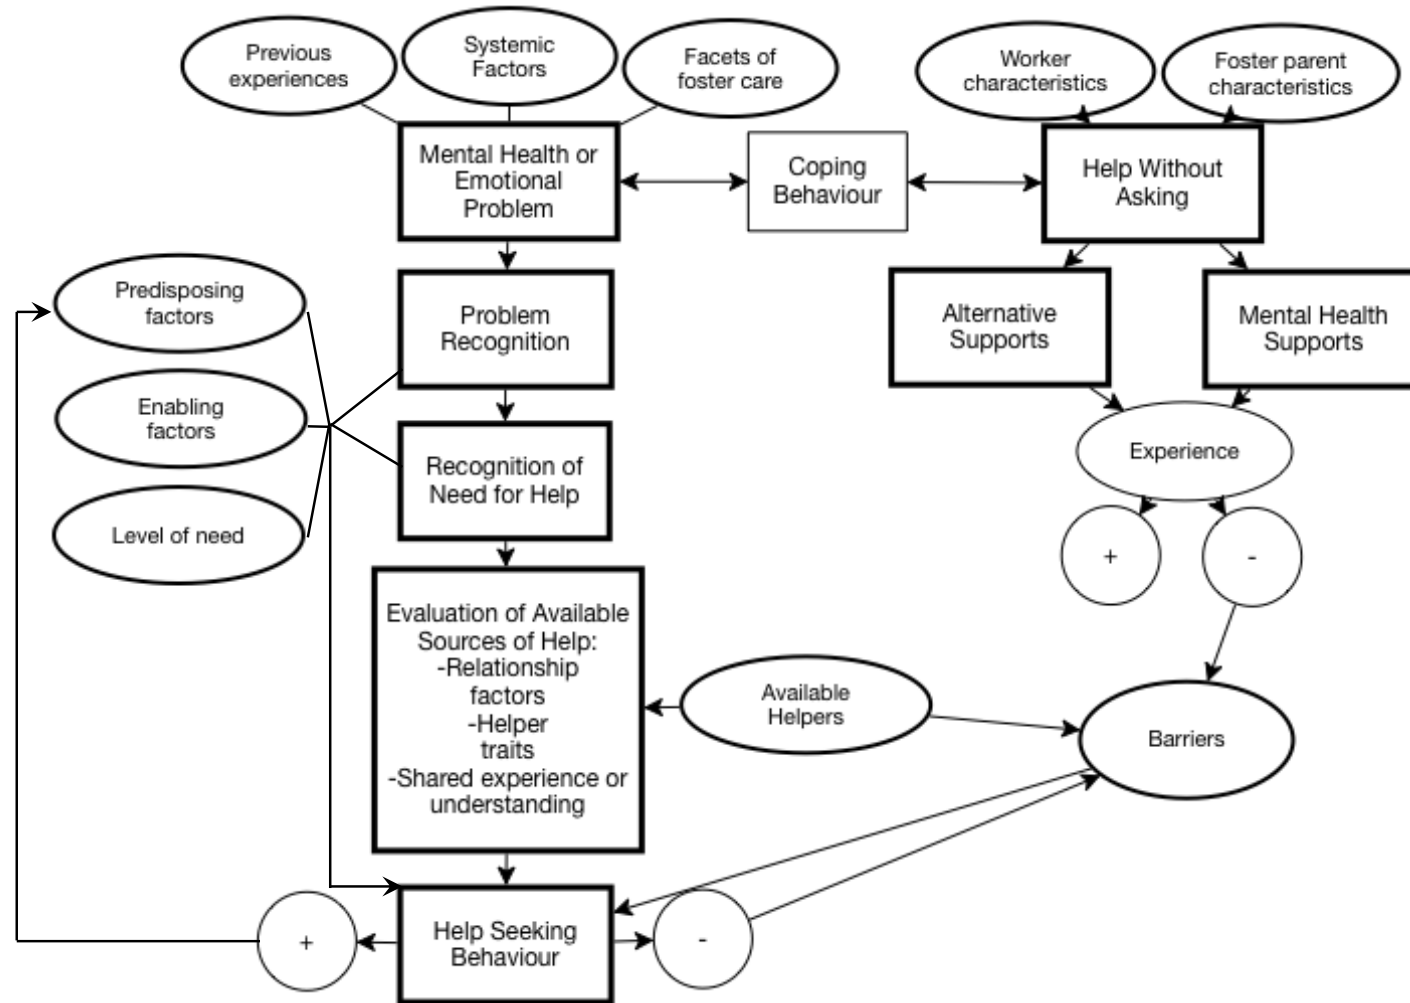 Previous
experiences
Systemic
Factors
Facets of
foster care
Worker
characteristics
Foster parent
characteristics
Mental Health or
Emotional
Problem
Coping
Behaviour
Help Without
Asking
Predisposing
factors
Problem
Recognition
Alternative
Supports
Mental Health
Supports
Enabling
factors
Recognition of
Need for Help
Experience
Level of need
+
-
Evaluation of Available
Sources of Help:
-Relationship
factors
-Helper
traits
-Shared experience or
understanding
Available
Helpers
Barriers
+
Help Seeking
Behaviour
-